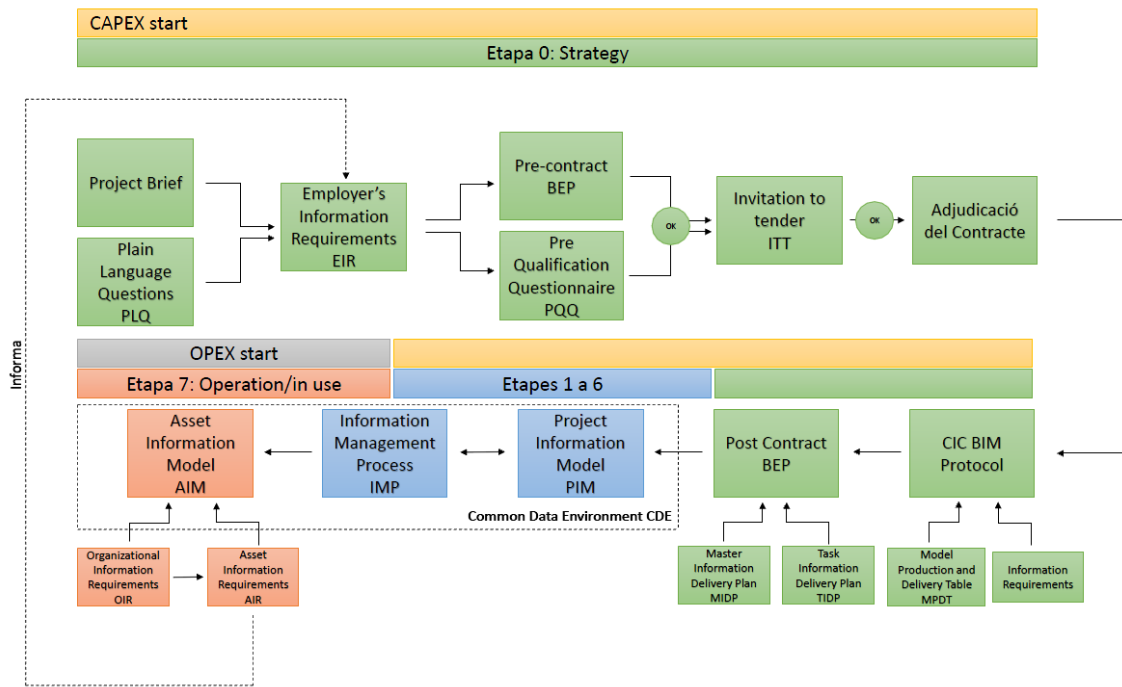 CAPEX start
Etapa 0: Strategy
Project Brief
Plain
Language
Questions
PLQ
Employer's
Information
Requirements
EIR
Pre-contract
BEP
Pre
Qualification
Questionnaire
PQQ
OK
Invitation to
tender
ITT
OK
Adjudicació
del Contracte
Informa
OPEX start
Etapa 7: Operation/in use
Etapes 1 a 6
Asset
Information
Model
AIM
Information
Management
Process
IMP
Project
Information
Model
PIM
Post Contract
BEP
CIC BIM
Protocol
Common Data Environment CDE
Organizational
Information
Requirements
OIR
Asset
Information
Requirements
AIR
Master
Information
Delivery Plan
MIDP
Task
Information
Delivery Plan
TIDP
Model
Production and
Delivery Table
MPDT
Information
Requirements